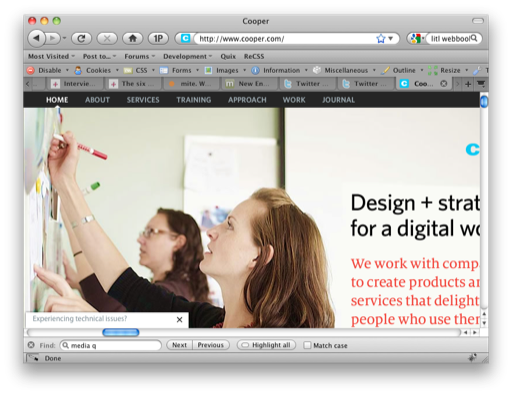 Cooper
1P
C http://www.cooper.com/
litl webbool
Most Visited Post to... Forums Development Quix ReCSS
Disable Cookies CSS Forms Images Information Miscellaneous Outline Resize
Intervie... The six ... mite. W... New En... Twitter ... Twitter ... Coo...
HOME ABOUT SERVICES TRAINING APPROACH WORK JOURNAL
c
Design + strat
for a digital wo
We work with comp
to create products an
services that delight
people who use then
Experiencing technical issues?
Find: media q Next Previous Highlight all Match case
Done